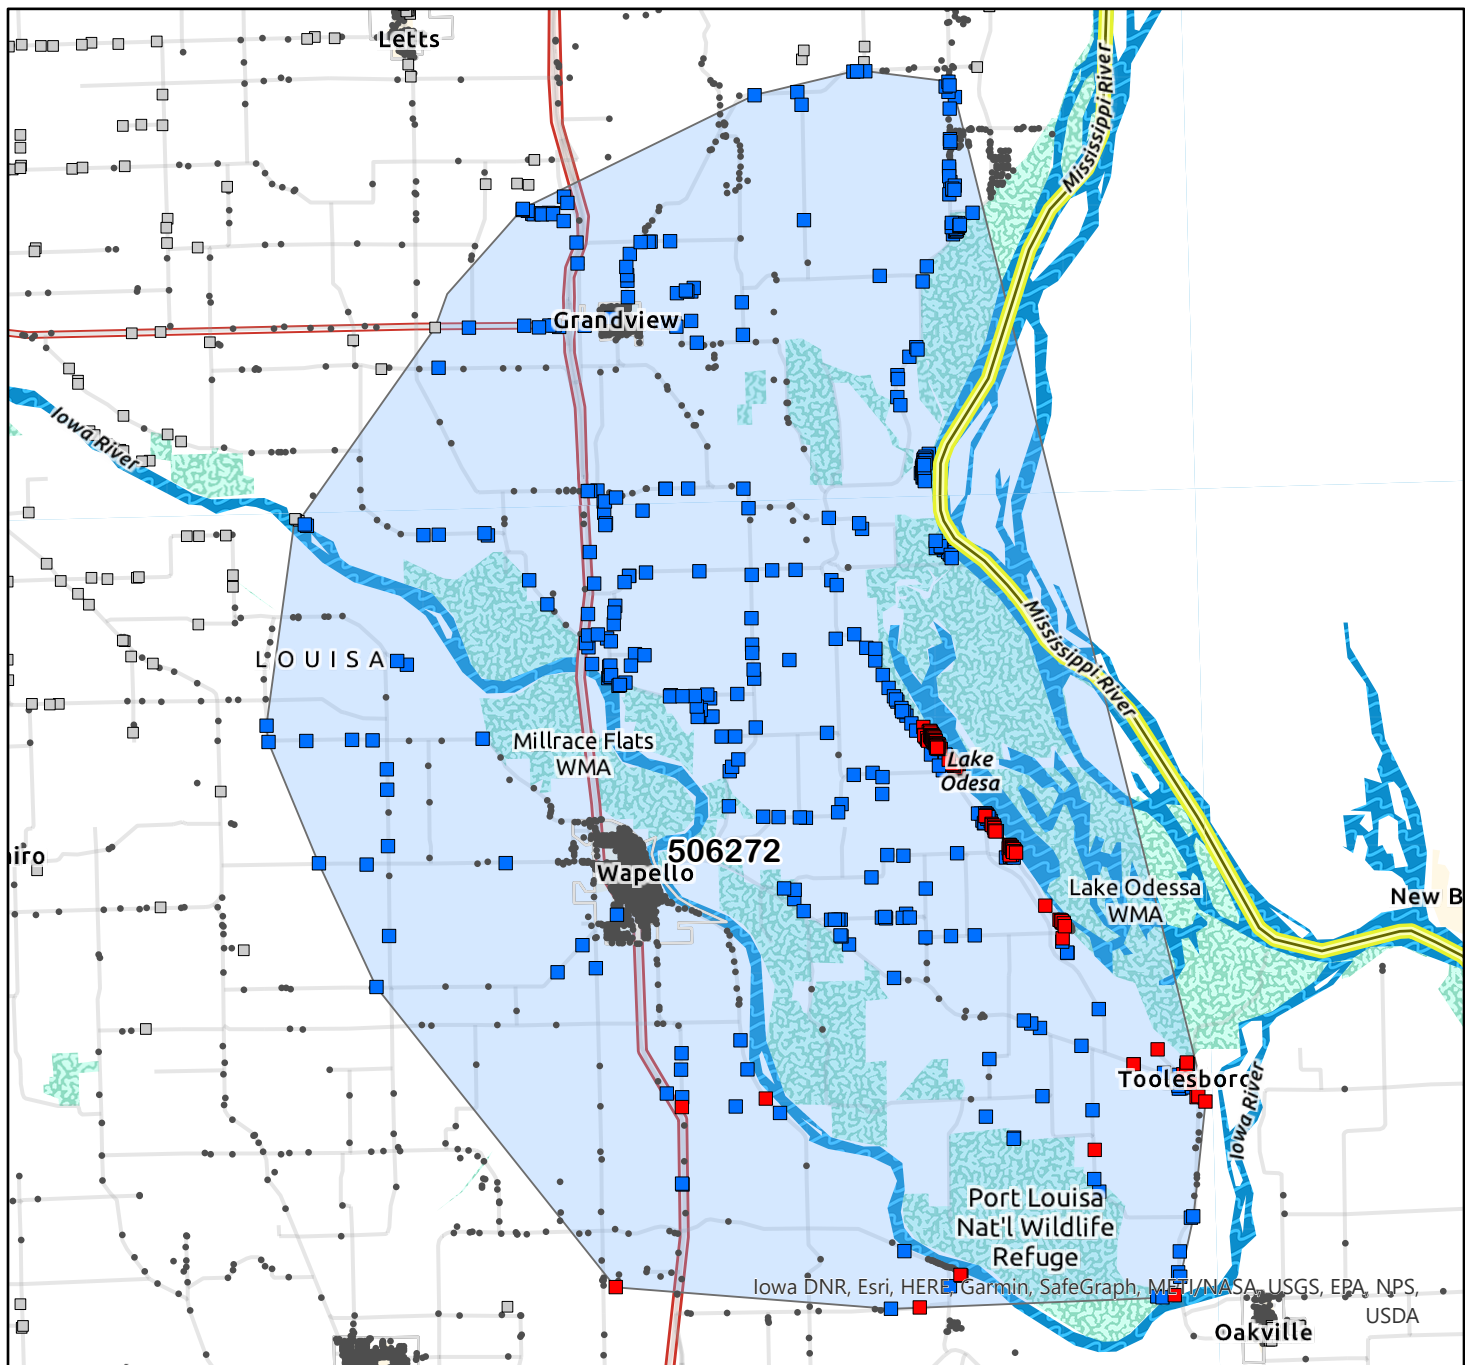 Letts
Mississippi River
Grandview
Iowa River
Mississippi River
LOUISA
Millrace Flats
WMA
Lake
Odesa
506272
Wapello
Lake Odessa
WMA
New B
iro
Toolesboro
Iowa River
Port Louisa
Nat'l Wildlife
Refuge
Iowa DNR, Esri, HERE, Garmin, SafeGraph, METI/NASA, USGS, EPA, NPS,
USDA
Oakville